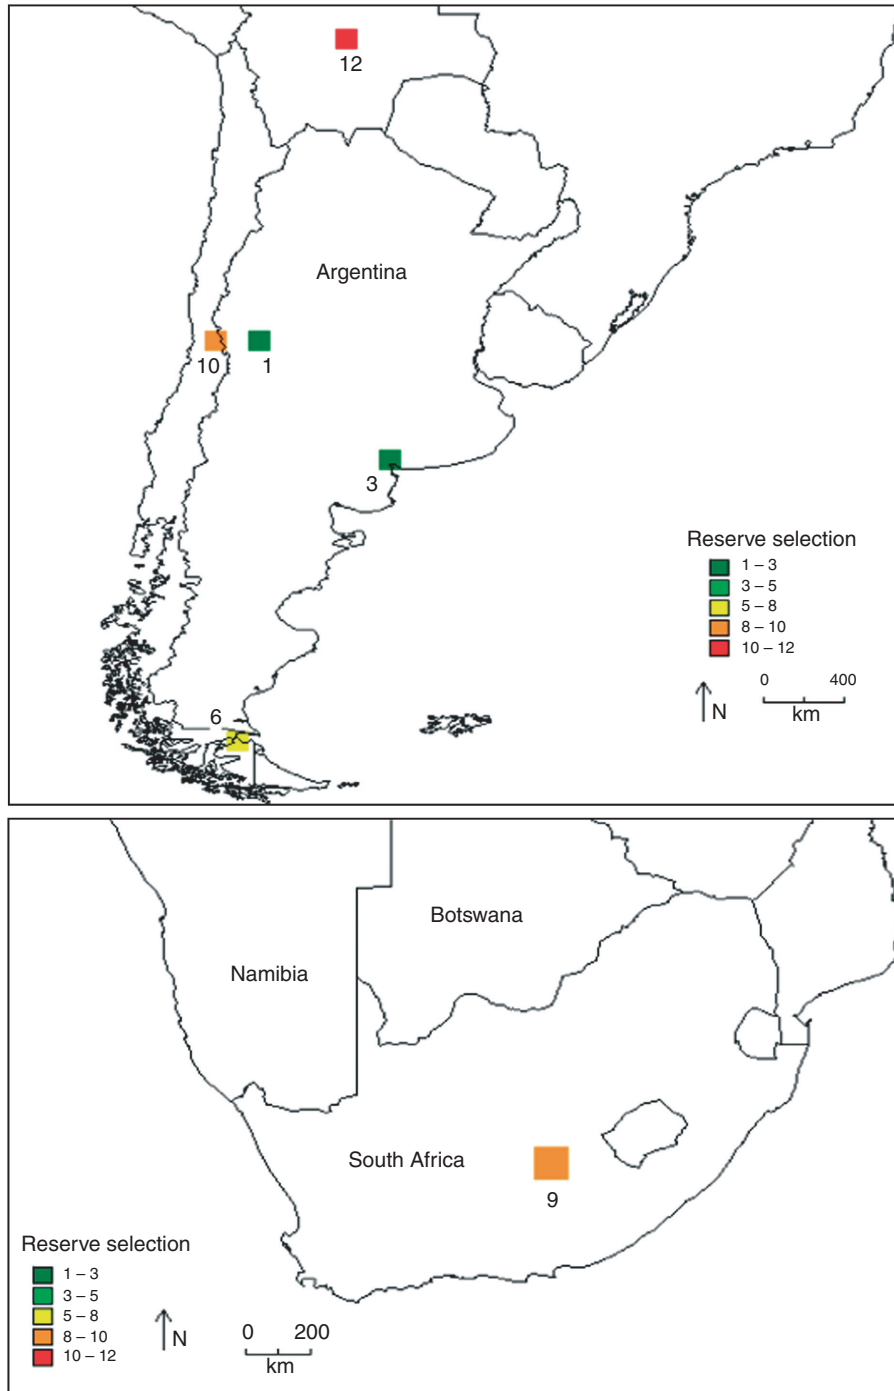 12
Argentina
10
1
3
Reserve selection
1 – 3
3 – 5
5 – 8
8 – 10
10 – 12
6
N
0 400
km
Botswana
Namibia
South Africa
9
Reserve selection
1 – 3
3 – 5
5 – 8
8 – 10
10 – 12
N
0 200
km